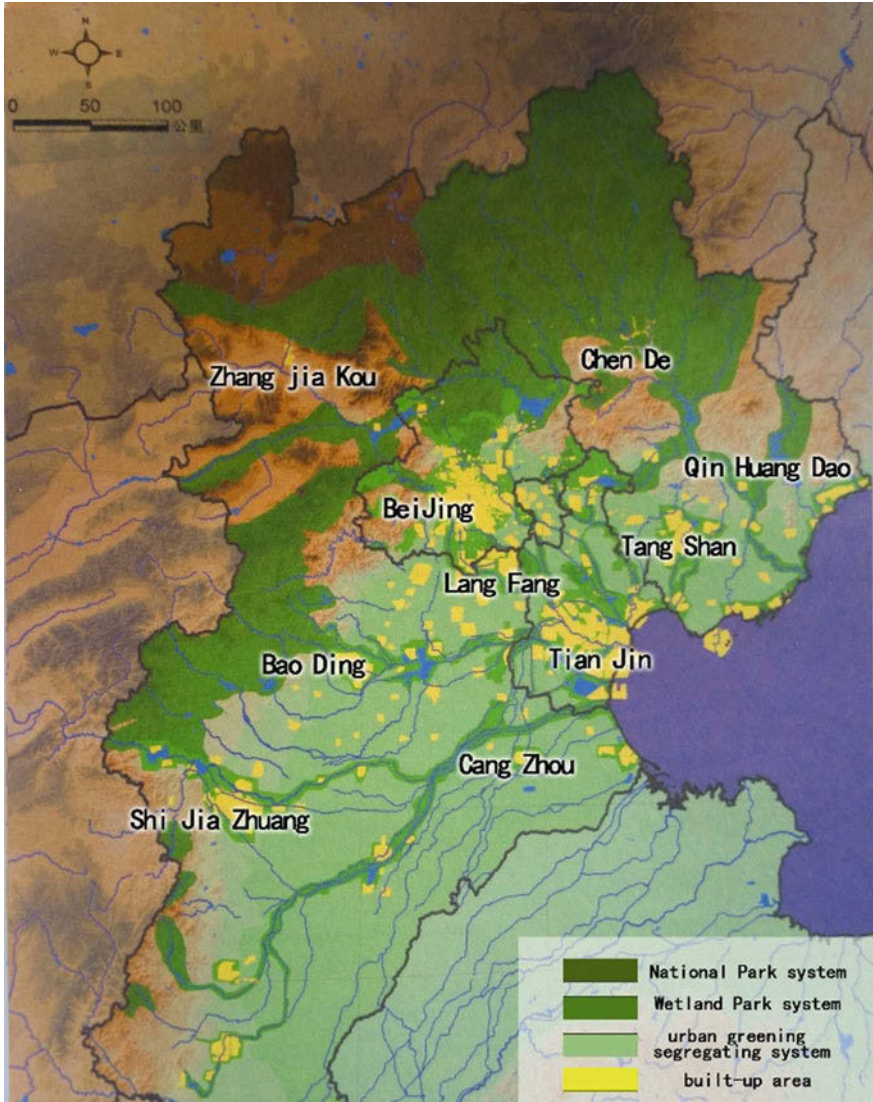 N
W E
S
0 50 100
公里
Zhang jia Kou
Chen De
Qin Huang Dao
BeiJing
Tang Shan
Lang Fang
Bao Ding
Tian Jin
Cang Zhou
Shi Jia Zhuang
National Park system
Wetland Park system
urban greening
segregating system
built-up area